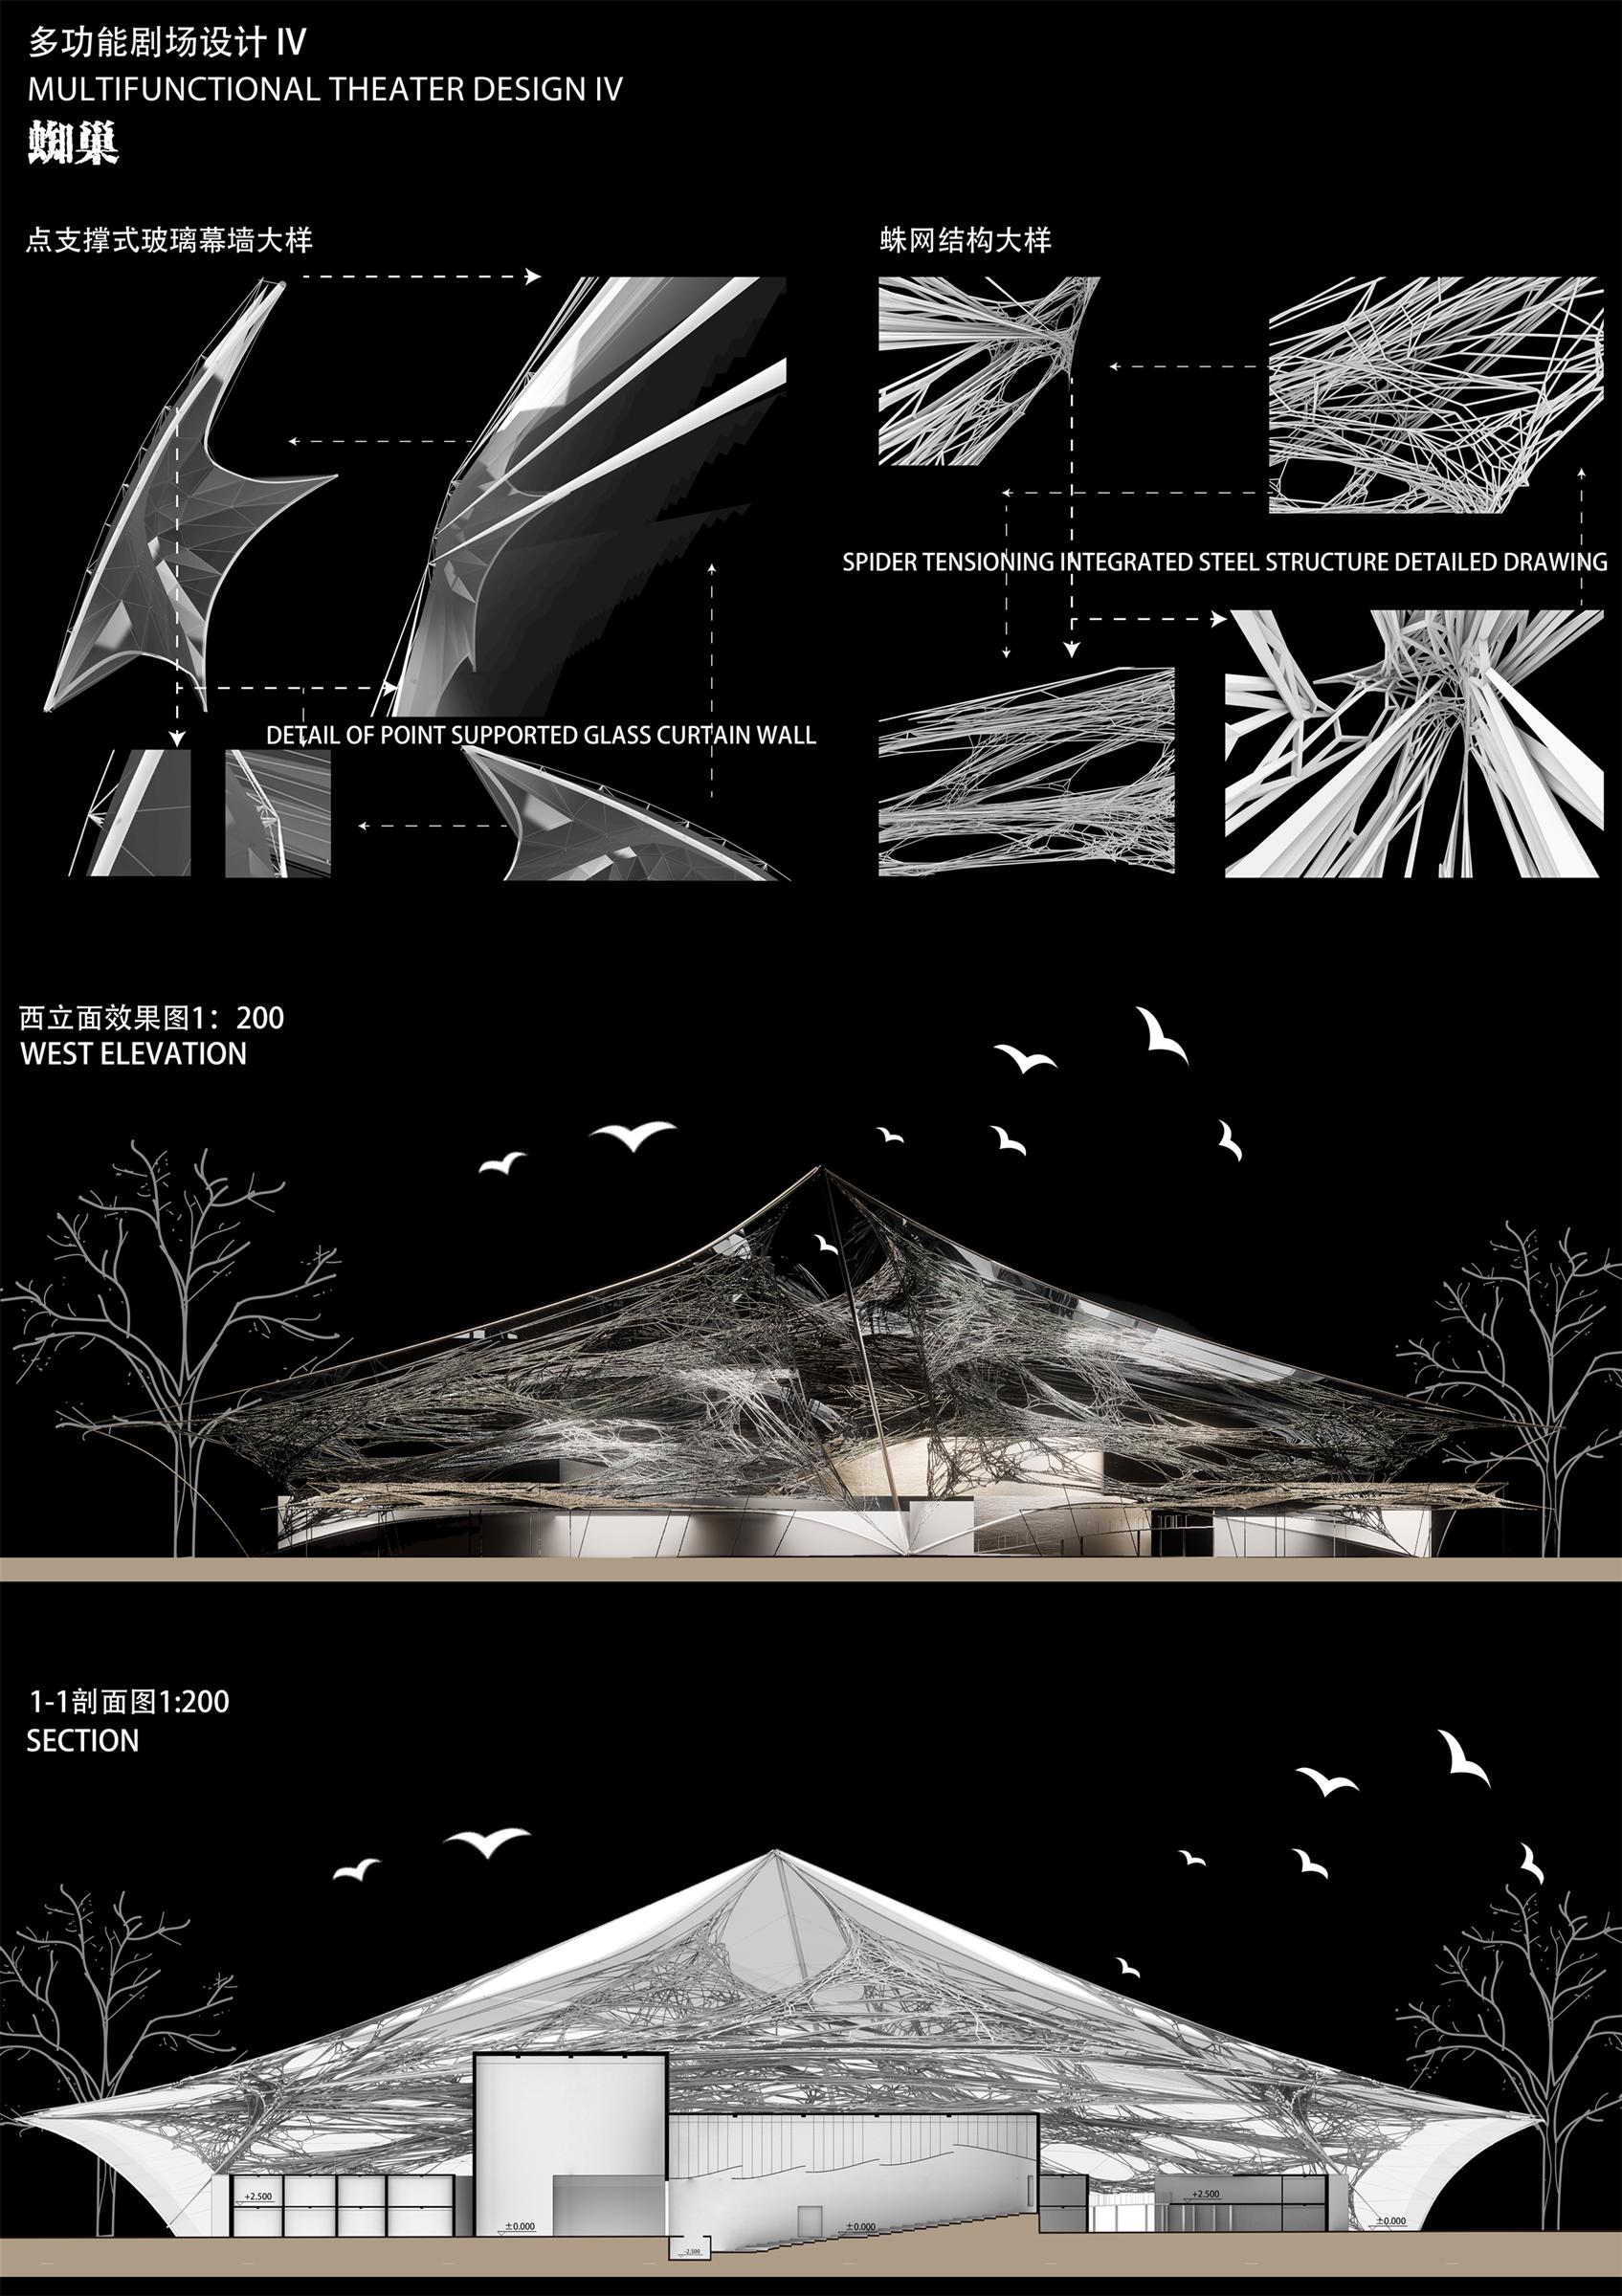 多功能剧场设计 IV
MULTIFUNCTIONAL THEATER DESIGN IV
蜘巢
点支撑式玻璃幕墙大样
蛛网结构大样
SPIDER TENSIONING INTEGRATED STEEL STRUCTURE DETAILED DRAWING
DETAIL OF POINT SUPPORTED GLASS CURTAIN WALL
西立面效果图1：200
WEST ELEVATION
1-1剖面图1:200
SECTION
+2.500
+2.500
±0.000
±0.000
±0.000
-2.500